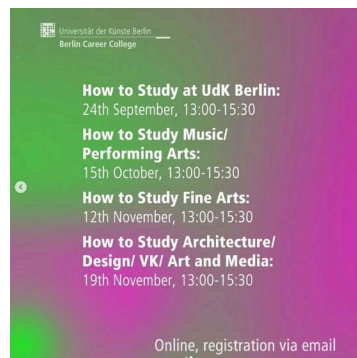 Universität der Künste Berlin
Berlin Career College
How to Study at UdK Berlin:
24th September, 13:00-15:30
How to Study Music/
Performing Arts:
15th October, 13:00-15:30
How to Study Fine Arts:
12th November, 13:00-15:30
How to Study Architecture/
Design/ VK/ Art and Media:
19th November, 13:00-15:30
Online, registration via email